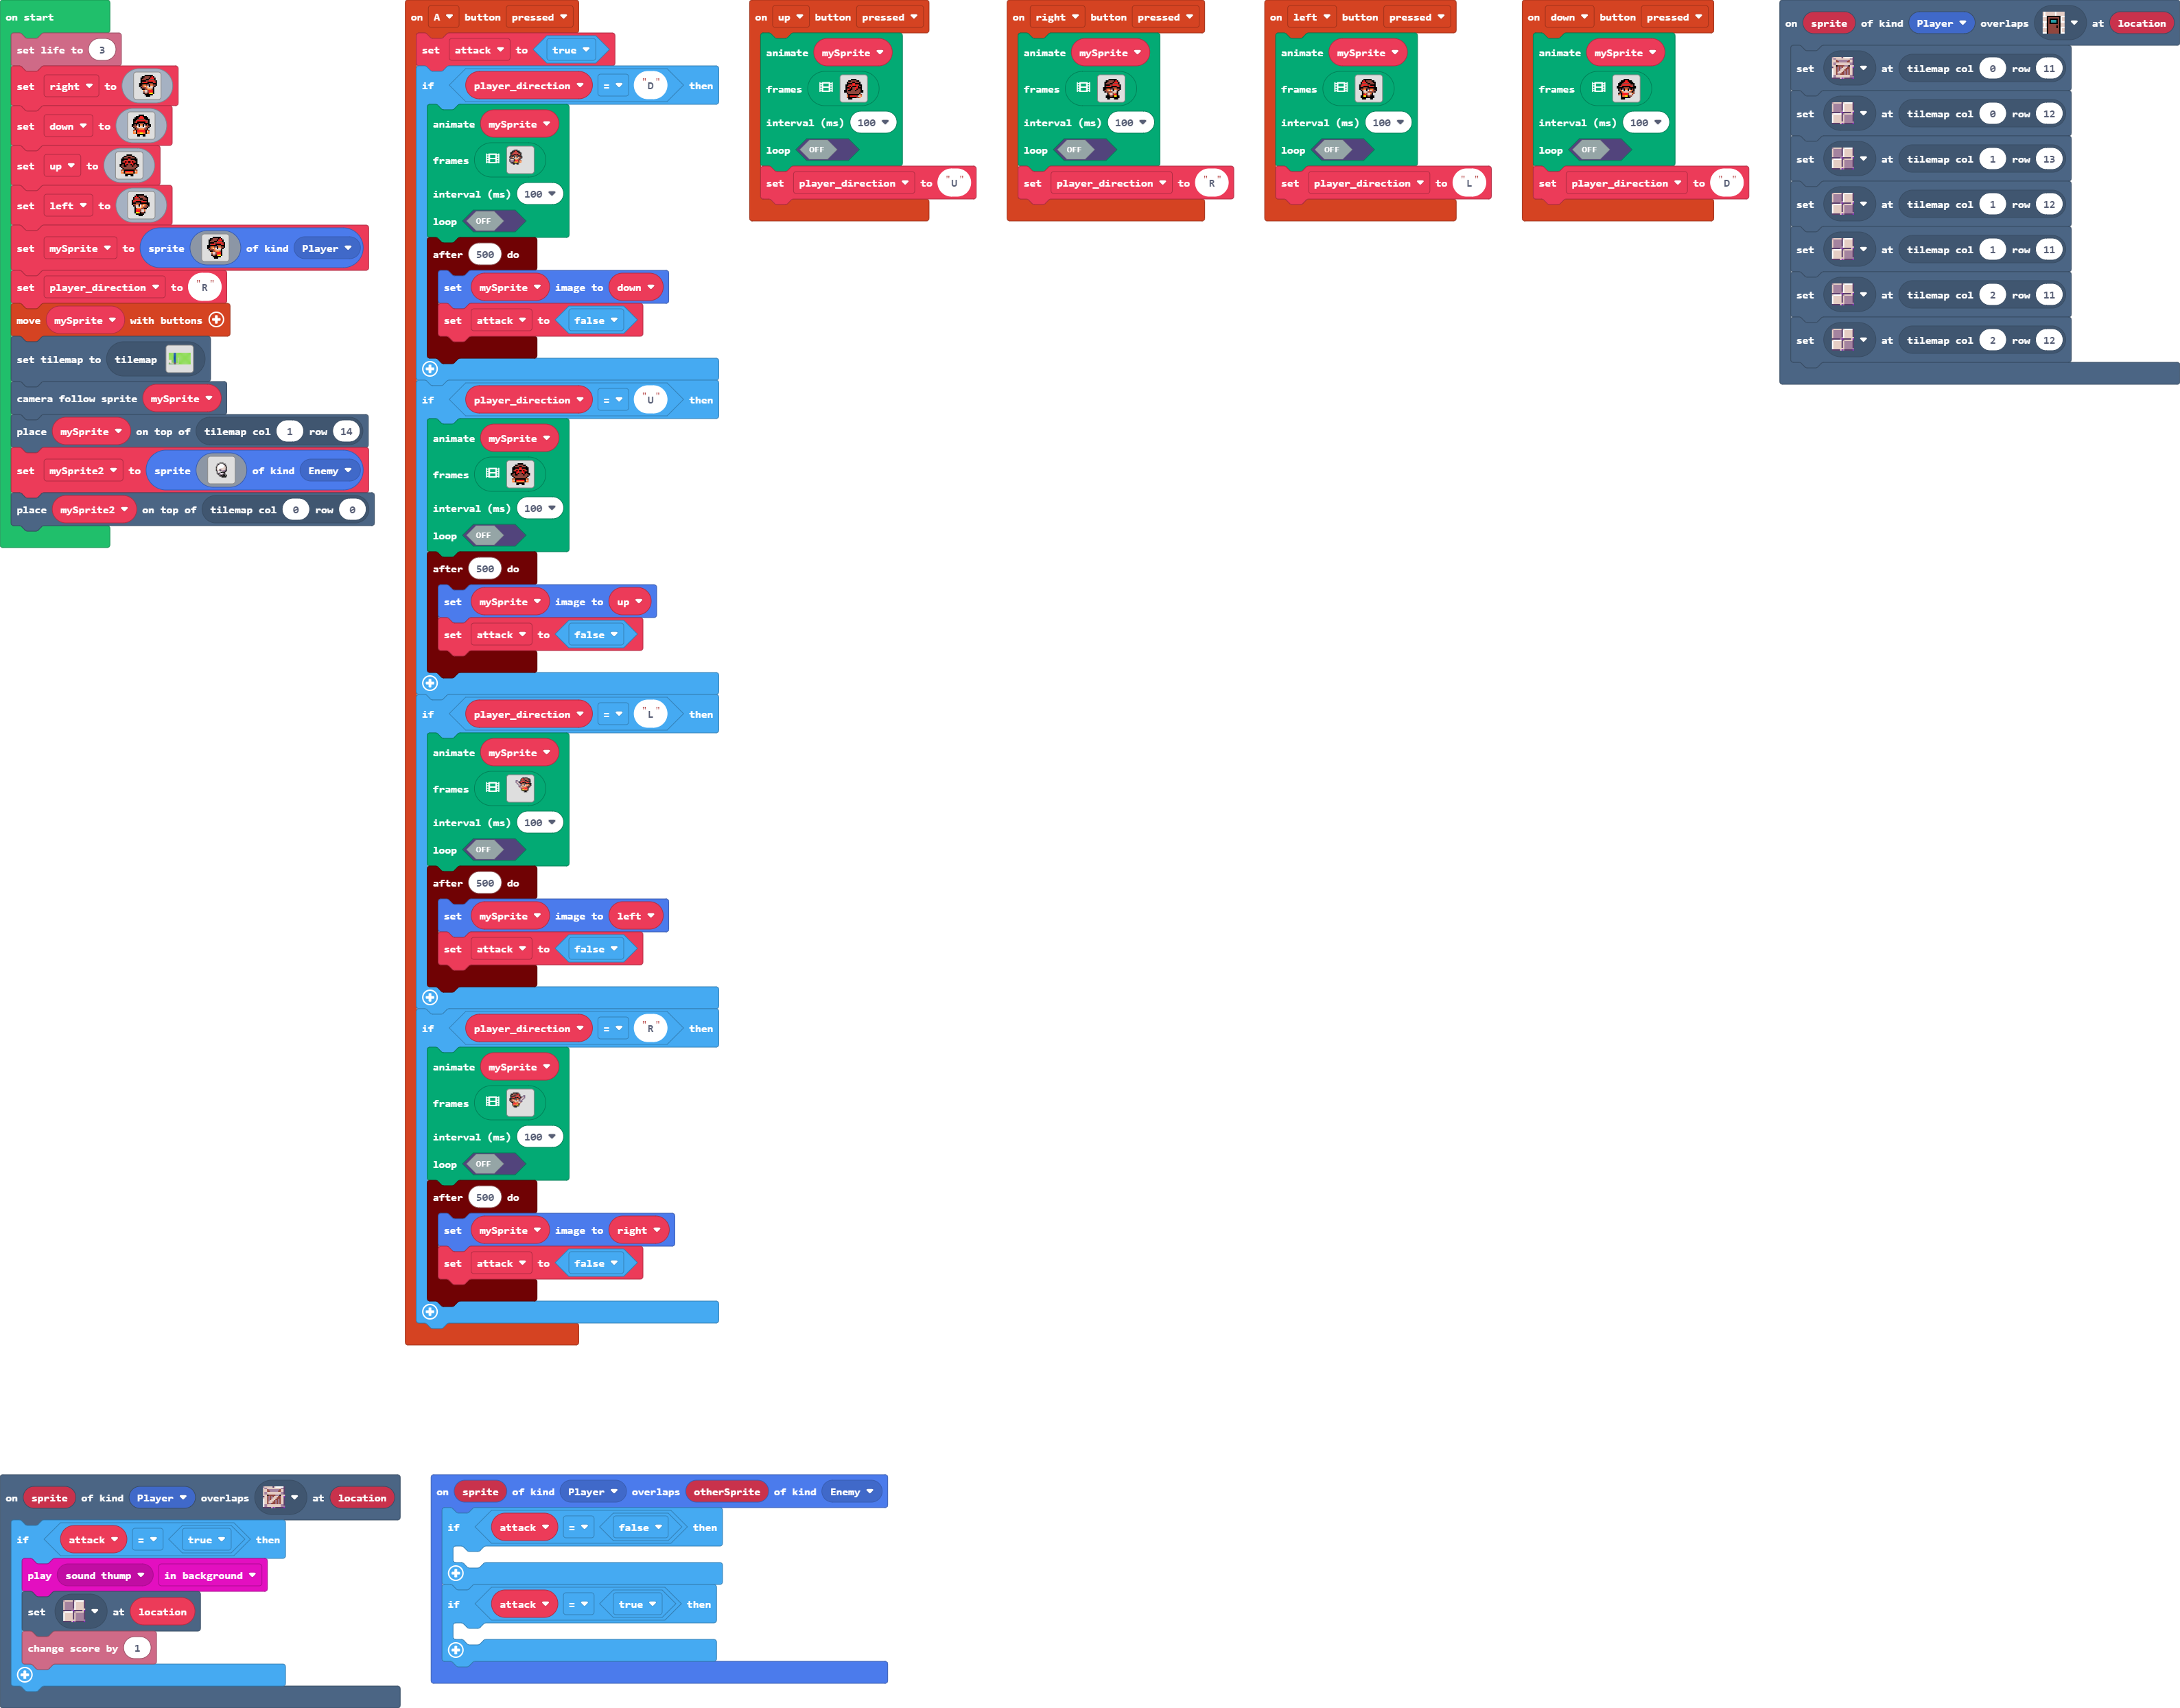 on start
set life to 3
set right to
set down to
set up to
set left to
set mySprite to sprite of kind Player
set player_direction to "R"
move mySprite with buttons
set tilemap to tilemap
camera follow sprite mySprite
place mySprite on top of tilemap col 1 row 14
set mySprite2 to sprite of kind Enemy
place mySprite2 on top of tilemap col 0 row 0
on A button pressed
set attack to true
if player_direction = "D" then
animate mySprite
frames
interval (ms) 100
loop OFF
after 500 do
set mySprite image to down
set attack to false
if player_direction = "U" then
animate mySprite
frames
interval (ms) 100
loop OFF
after 500 do
set mySprite image to up
set attack to false
if player_direction = "L" then
animate mySprite
frames
interval (ms) 100
loop OFF
after 500 do
set mySprite image to left
set attack to false
if player_direction = "R" then
animate mySprite
frames
interval (ms) 100
loop OFF
after 500 do
set mySprite image to right
set attack to false
on up button pressed
animate mySprite
frames
interval (ms) 100
loop OFF
set player_direction to "U"
on right button pressed
animate mySprite
frames
interval (ms) 100
loop OFF
set player_direction to "R"
on left button pressed
animate mySprite
frames
interval (ms) 100
loop OFF
set player_direction to "L"
on down button pressed
animate mySprite
frames
interval (ms) 100
loop OFF
set player_direction to "D"
on sprite of kind Player overlaps at location
set at tilemap col 0 row 11
set at tilemap col 0 row 12
set at tilemap col 1 row 13
set at tilemap col 1 row 12
set at tilemap col 1 row 11
set at tilemap col 2 row 11
set at tilemap col 2 row 12
on sprite of kind Player overlaps at location
if attack = true then
play sound thump in background
set at location
change score by 1
on sprite of kind Player overlaps otherSprite of kind Enemy
if attack = false then
if attack = true then